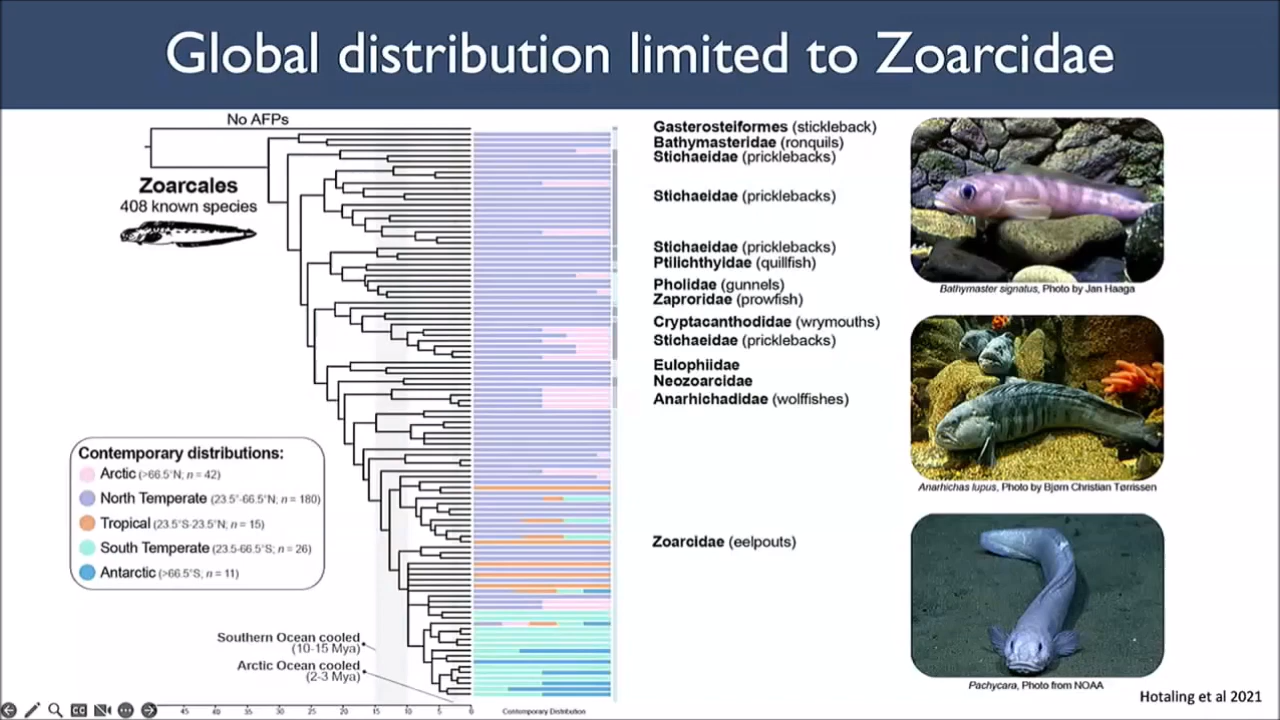 Global distribution limited to Zoarcidae
No AFPs
Zoarcales
408 known species
Gasterosteiformes (stickleback)
Bathymasteridae (ronquils)
Stichaeidae (pricklebacks)
Stichaeidae (pricklebacks)
Stichaeidae (pricklebacks)
Ptilichthyidae (quillfish)
Pholidae (gunnels)
Zaproridae (prowfish)
Cryptacanthodidae (wrymouths)
Stichaeidae (pricklebacks)
Eulophiidae
Neozoarcidae
Anarhichadidae (wolffishes)
Zoarcidae (eelpouts)
Bathymaster signatus, Photo by Jan Haaga
Anarhichas lupus, Photo by Bjørn Christian Tørrissen
Pachycara, Photo from NOAA
Contemporary distributions:
Arctic (>66.5°N; n = 42)
North Temperate (23.5°-66.5°N; n = 180)
Tropical (23.5°S-23.5°N; n = 15)
South Temperate (23.5-66.5°S; n = 26)
Antarctic (>66.5°S; n = 11)
Southern Ocean cooled
(10-15 Mya)
Arctic Ocean cooled
(2-3 Mya)
45 40 35 30 25 20 15 10 5 0
Contemporary Distribution
Hotaling et al 2021